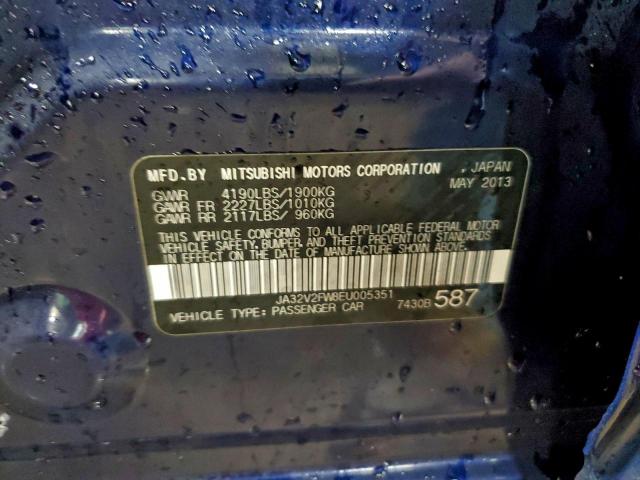 MFD.BY MITSUBISHI MOTORS CORPORATION, JAPAN
GVWR 4190LBS/1900KG MAY 2013
GAWR FR 2227LBS/1010KG
GAWR RR 2117LBS/ 960KG
THIS VEHICLE CONFORMS TO ALL APPLICABLE FEDERAL MOTOR
VEHICLE SAFETY, BUMPER, AND THEFT PREVENTION STANDARDS
IN EFFECT ON THE DATE OF MANUFACTURE SHOWN ABOVE.
JA32V2FW8EU005351
VEHICLE TYPE: PASSENGER CAR 7430B 587